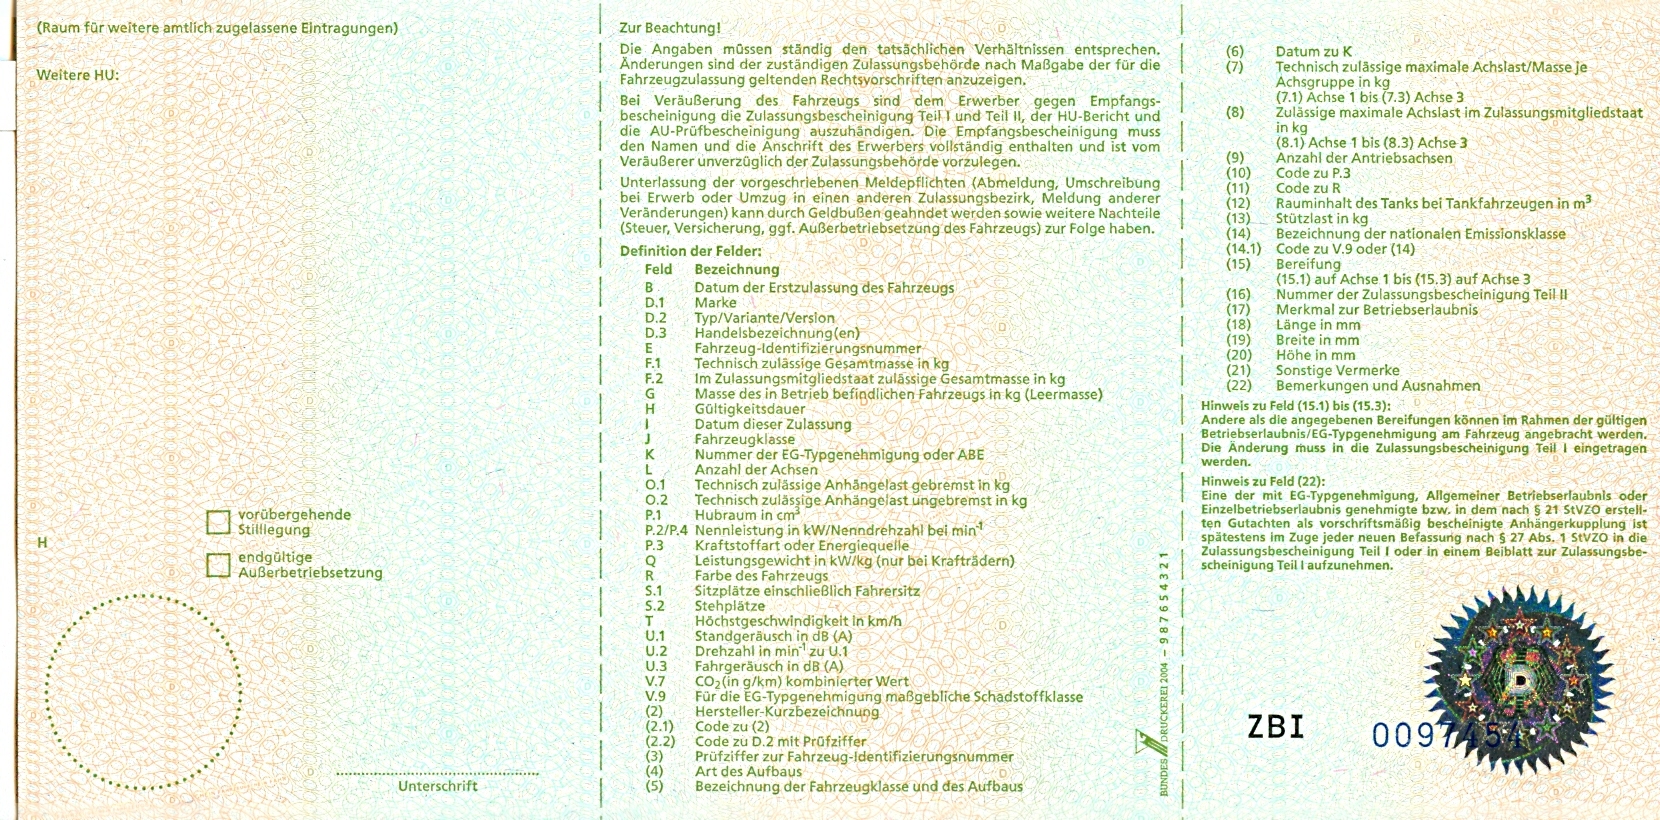 (Raum für weitere amtlich zugelassene Eintragungen)
Weitere HU:
vorübergehende
Stilllegung
H
endgültige
Außerbetriebsetzung
Unterschrift
Zur Beachtung!
Die Angaben müssen ständig den tatsächlichen Verhältnissen entsprechen.
Änderungen sind der zuständigen Zulassungsbehörde nach Maßgabe der für die
Fahrzeugzulassung geltenden Rechtsvorschriften anzuzeigen.
Bei Veräußerung des Fahrzeugs sind dem Erwerber gegen Empfangs-
bescheinigung die Zulassungsbescheinigung Teil I und Teil II, der HU-Bericht und
die AU-Prüfbescheinigung auszuhändigen. Die Empfangsbescheinigung muss
den Namen und die Anschrift des Erwerbers vollständig enthalten und ist vom
Veräußerer unverzüglich der Zulassungsbehörde vorzulegen.
Unterlassung der vorgeschriebenen Meldepflichten (Abmeldung, Umschreibung
bei Erwerb oder Umzug in einen anderen Zulassungsbezirk, Meldung anderer
Veränderungen) kann durch Geldbußen geahndet werden sowie weitere Nachteile
(Steuer, Versicherung, ggf. Außerbetriebsetzung des Fahrzeugs) zur Folge haben.
Definition der Felder:
Feld Bezeichnung
B Datum der Erstzulassung des Fahrzeugs
D.1 Marke
D.2 Typ/Variante/Version
D.3 Handelsbezeichnung(en)
E Fahrzeug-Identifizierungsnummer
F.1 Technisch zulässige Gesamtmasse in kg
F.2 Im Zulassungsmitgliedstaat zulässige Gesamtmasse in kg
G Masse des in Betrieb befindlichen Fahrzeugs in kg (Leermasse)
H Gültigkeitsdauer
I Datum dieser Zulassung
J Fahrzeugklasse
K Nummer der EG-Typgenehmigung oder ABE
L Anzahl der Achsen
O.1 Technisch zulässige Anhängelast gebremst in kg
O.2 Technisch zulässige Anhängelast ungebremst in kg
P.1 Hubraum in cm³
P.2/P.4 Nennleistung in kW/Nenndrehzahl bei min⁻¹
P.3 Kraftstoffart oder Energiequelle
Q Leistungsgewicht in kW/kg (nur bei Krafträdern)
R Farbe des Fahrzeugs
S.1 Sitzplätze einschließlich Fahrersitz
S.2 Stehplätze
T Höchstgeschwindigkeit in km/h
U.1 Standgeräusch in dB (A)
U.2 Drehzahl in min⁻¹ zu U.1
U.3 Fahrgeräusch in dB (A)
V.7 CO₂ (in g/km) kombinierter Wert
V.9 Für die EG-Typgenehmigung maßgebliche Schadstoffklasse
(2) Hersteller-Kurzbezeichnung
(2.1) Code zu (2)
(2.2) Code zu D.2 mit Prüfziffer
(3) Prüfziffer zur Fahrzeug-Identifizierungsnummer
(4) Art des Aufbaus
(5) Bezeichnung der Fahrzeugklasse und des Aufbaus
BUNDESDRUCKEREI 2004 – 987654321
(6) Datum zu K
(7) Technisch zulässige maximale Achslast/Masse je
Achsgruppe in kg
(7.1) Achse 1 bis (7.3) Achse 3
(8) Zulässige maximale Achslast im Zulassungsmitgliedstaat
in kg
(8.1) Achse 1 bis (8.3) Achse 3
(9) Anzahl der Antriebsachsen
(10) Code zu P.3
(11) Code zu R
(12) Rauminhalt des Tanks bei Tankfahrzeugen in m³
(13) Stützlast in kg
(14) Bezeichnung der nationalen Emissionsklasse
(14.1) Code zu V.9 oder (14)
(15) Bereifung
(15.1) auf Achse 1 bis (15.3) auf Achse 3
(16) Nummer der Zulassungsbescheinigung Teil II
(17) Merkmal zur Betriebserlaubnis
(18) Länge in mm
(19) Breite in mm
(20) Höhe in mm
(21) Sonstige Vermerke
(22) Bemerkungen und Ausnahmen
Hinweis zu Feld (15.1) bis (15.3):
Andere als die angegebenen Bereifungen können im Rahmen der gültigen
Betriebserlaubnis/EG-Typgenehmigung am Fahrzeug angebracht werden.
Die Änderung muss in die Zulassungsbescheinigung Teil I eingetragen
werden.
Hinweis zu Feld (22):
Eine der mit EG-Typgenehmigung, Allgemeiner Betriebserlaubnis oder
Einzelbetriebserlaubnis genehmigte bzw. in dem nach § 21 StVZO erstell-
ten Gutachten als vorschriftsmäßig bescheinigte Anhängerkupplung ist
spätestens im Zuge jeder neuen Befassung nach § 27 Abs. 1 StVZO in die
Zulassungsbescheinigung Teil I oder in einem Beiblatt zur Zulassungsbe-
scheinigung Teil I aufzunehmen.
D
ZBI 0097454